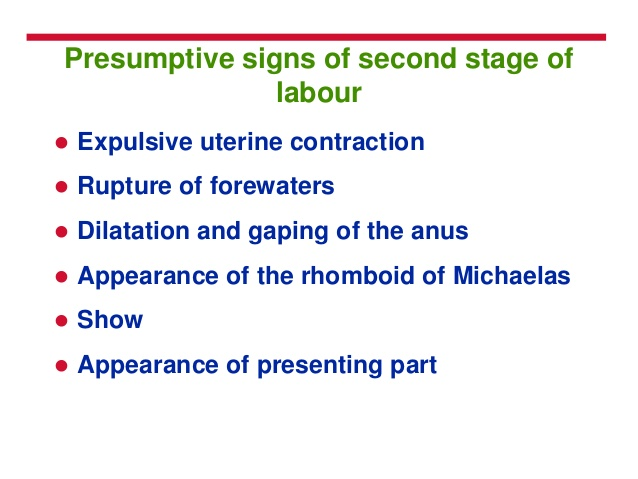 Presumptive signs of second stage of
labour
Expulsive uterine contraction
Rupture of forewaters
Dilatation and gaping of the anus
Appearance of the rhomboid of Michaelas
Show
Appearance of presenting part